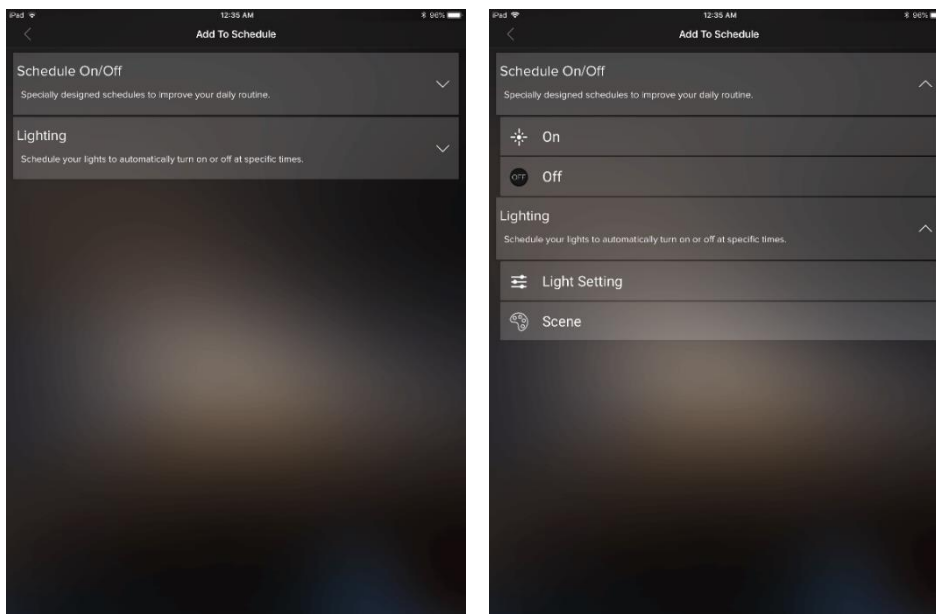 iPad
12:35 AM
96%
Add To Schedule
Schedule On/Off
Specially designed schedules to improve your daily routine.
Lighting
Schedule your lights to automatically turn on or off at specific times.
iPad
12:35 AM
96%
Add To Schedule
Schedule On/Off
Specially designed schedules to improve your daily routine.
On
OFF Off
Lighting
Schedule your lights to automatically turn on or off at specific times.
Light Setting
Scene